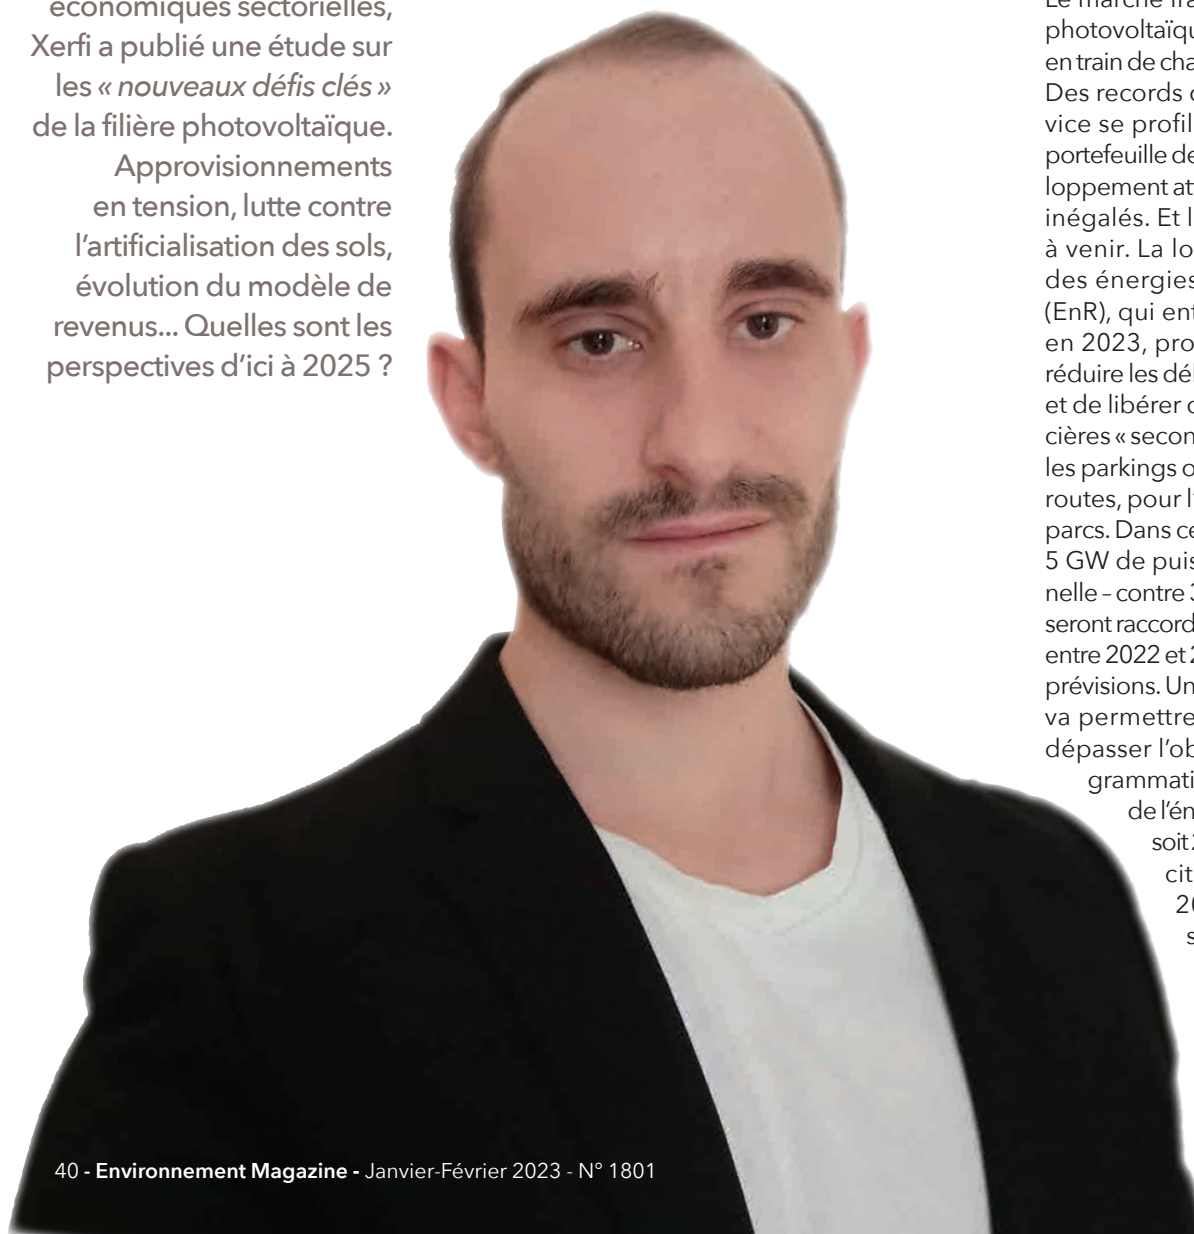 économiques sectorielles,
Xerfi a publié une étude sur
les « nouveaux défis clés »
de la filière photovoltaïque.
Approvisionnements
en tension, lutte contre
l'artificialisation des sols,
évolution du modèle de
revenus... Quelles sont les
perspectives d'ici à 2025 ?
Le marché
photovoltaïqu
en train de cha
Des records d
vice se profil
portefeuille de
loppement at
inégalés. Et l
à venir. La lo
des énergies
(EnR), qui ent
en 2023, pro
réduire les dél
et de libérer d
cières « secon
les parkings o
routes, pour l'
parcs. Dans ce
5 GW de puis
nelle – contre 3
seront raccord
entre 2022 et 2
prévisions. Un
va permettre
dépasser l'ob
grammati
de l'én
soit 2
cit
20
s
40 - Environnement Magazine - Janvier-Février 2023 - N° 1801